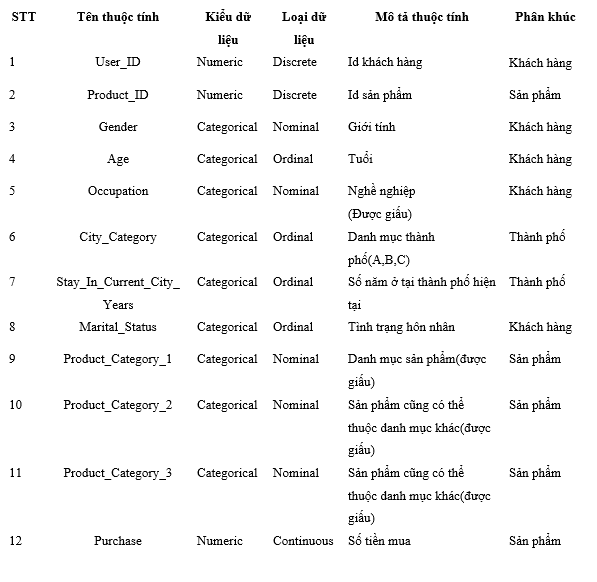 STT Tên thuộc tính Kiểu dữ liệu Loại dữ liệu Mô tả thuộc tính Phân khúc
1 User_ID Numeric Discrete Id khách hàng Khách hàng
2 Product_ID Numeric Discrete Id sản phẩm Sản phẩm
3 Gender Categorical Nominal Giới tính Khách hàng
4 Age Categorical Ordinal Tuổi Khách hàng
5 Occupation Categorical Nominal Nghề nghiệp Khách hàng
(Được giấu)
6 City_Category Categorical Ordinal Danh mục thành Thành phố
phố(A,B,C)
7 Stay_In_Current_City_ Categorical Ordinal Số năm ở tại thành phố hiện Thành phố
Years tại
8 Marital_Status Categorical Ordinal Tình trạng hôn nhân Khách hàng
9 Product_Category_1 Categorical Nominal Danh mục sản phẩm(được Sản phẩm
giấu)
10 Product_Category_2 Categorical Nominal Sản phẩm cũng có thể Sản phẩm
thuộc danh mục khác(được
giấu)
11 Product_Category_3 Categorical Nominal Sản phẩm cũng có thể Sản phẩm
thuộc danh mục khác(được
giấu)
12 Purchase Numeric Continuous Số tiền mua Sản phẩm